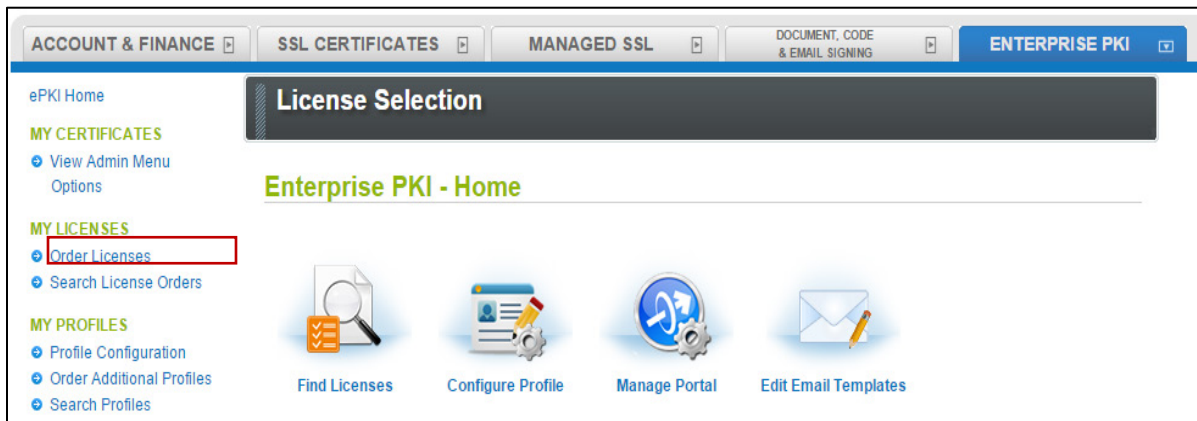 ACCOUNT & FINANCE
SSL CERTIFICATES
MANAGED SSL
DOCUMENT, CODE
& EMAIL SIGNING
ENTERPRISE PKI
ePKI Home
MY CERTIFICATES
View Admin Menu
Options
MY LICENSES
Order Licenses
Search License Orders
MY PROFILES
Profile Configuration
Order Additional Profiles
Search Profiles
License Selection
Enterprise PKI - Home
Find Licenses
Configure Profile
Manage Portal
Edit Email Templates